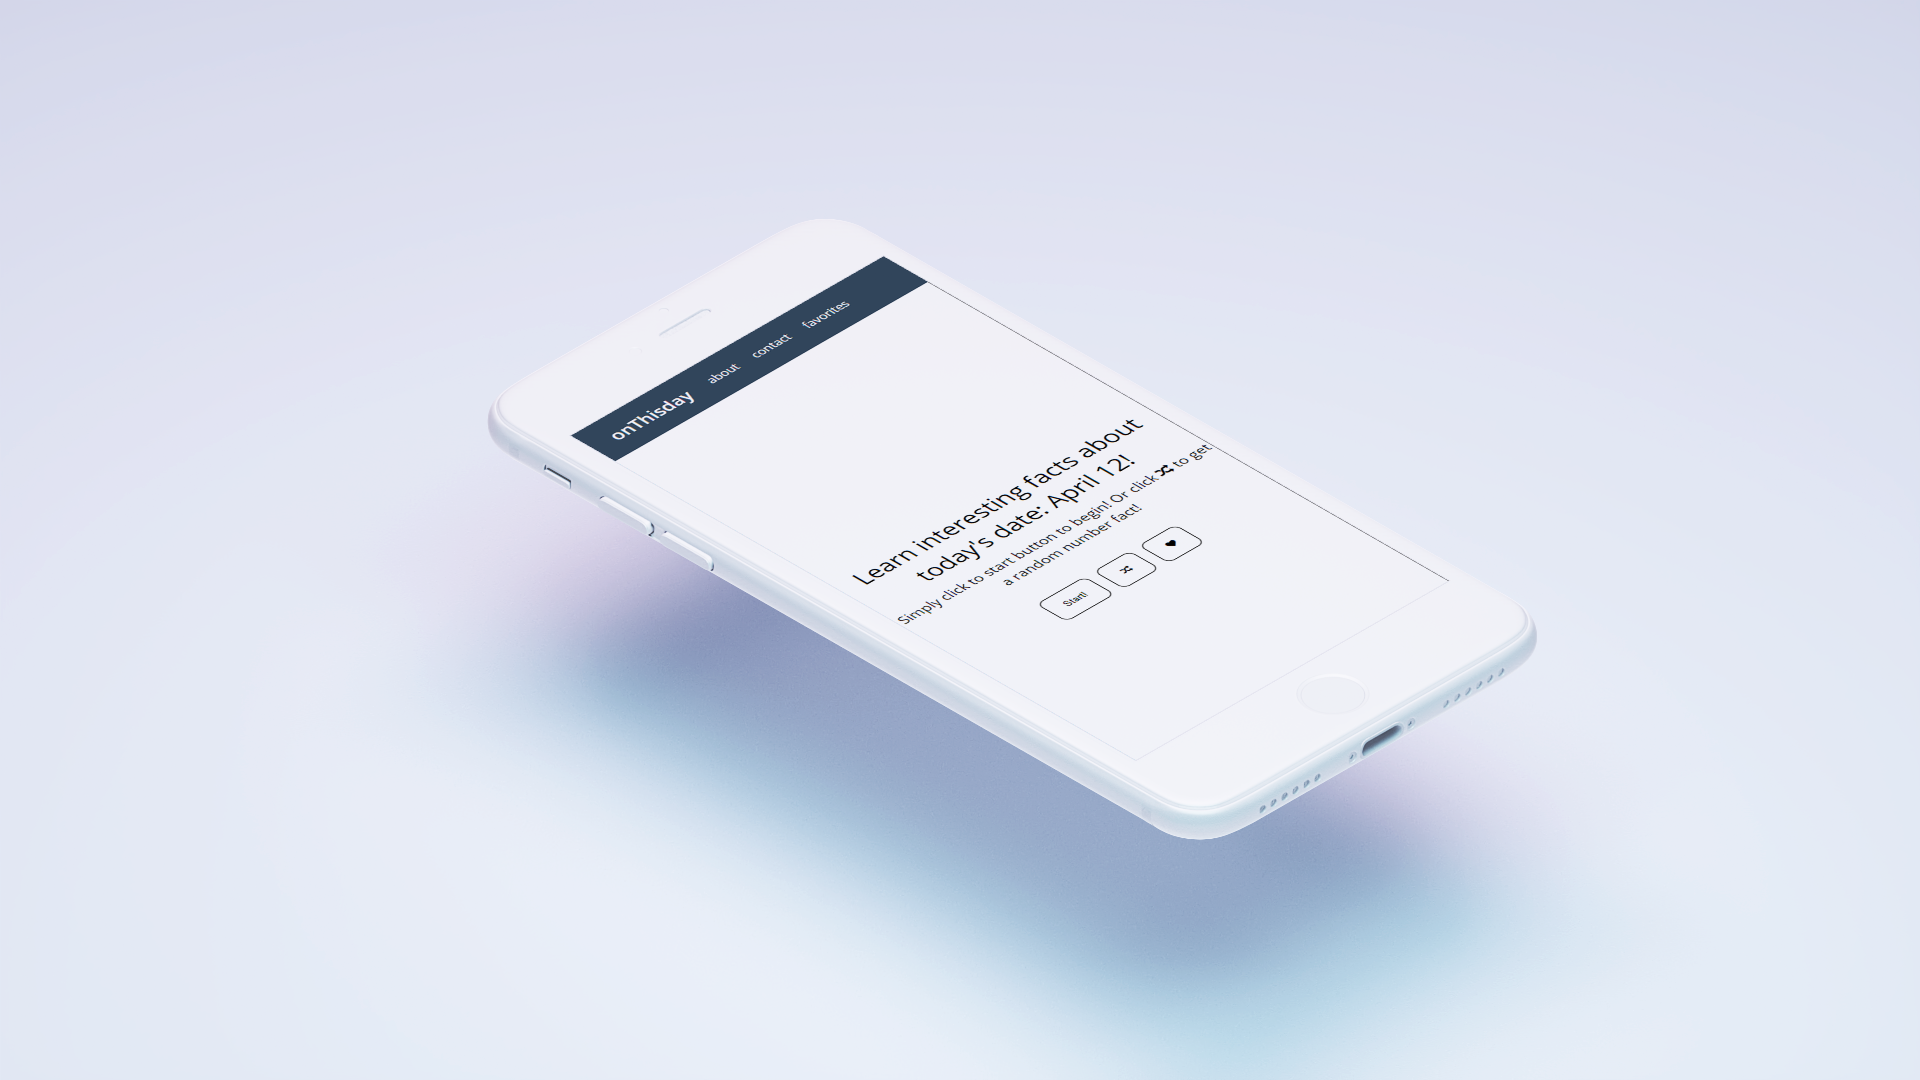 onThisday about contact favorites
Learn interesting facts about
today's date: April 12!
Simply click to start button to begin! Or click to get
a random number fact!
Start!